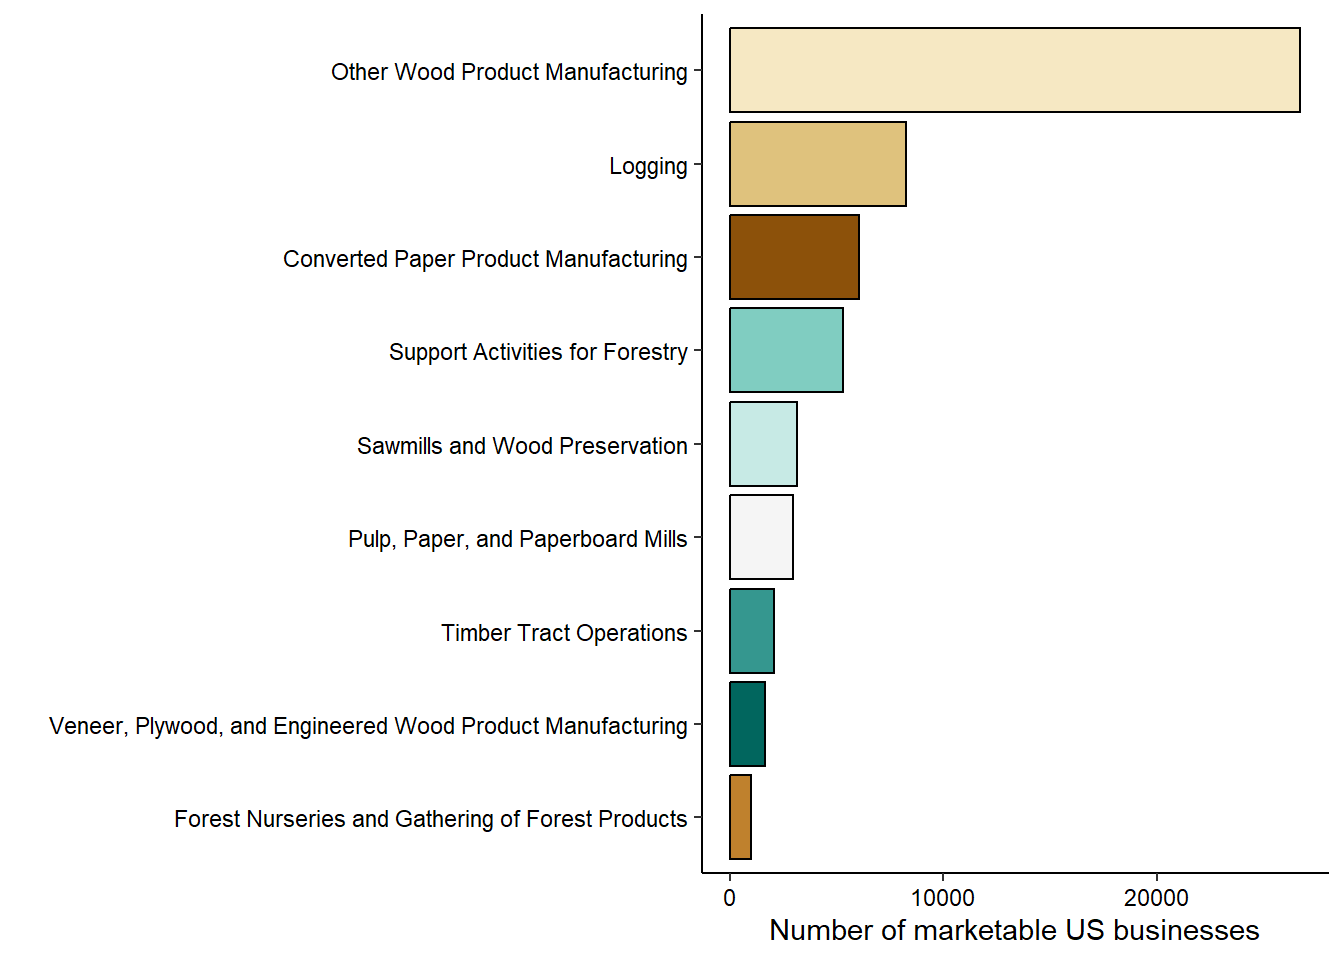 Other Wood Product Manufacturing
Logging
Converted Paper Product Manufacturing
Support Activities for Forestry
Sawmills and Wood Preservation
Pulp, Paper, and Paperboard Mills
Timber Tract Operations
Veneer, Plywood, and Engineered Wood Product Manufacturing
Forest Nurseries and Gathering of Forest Products
0 10000 20000
Number of marketable US businesses